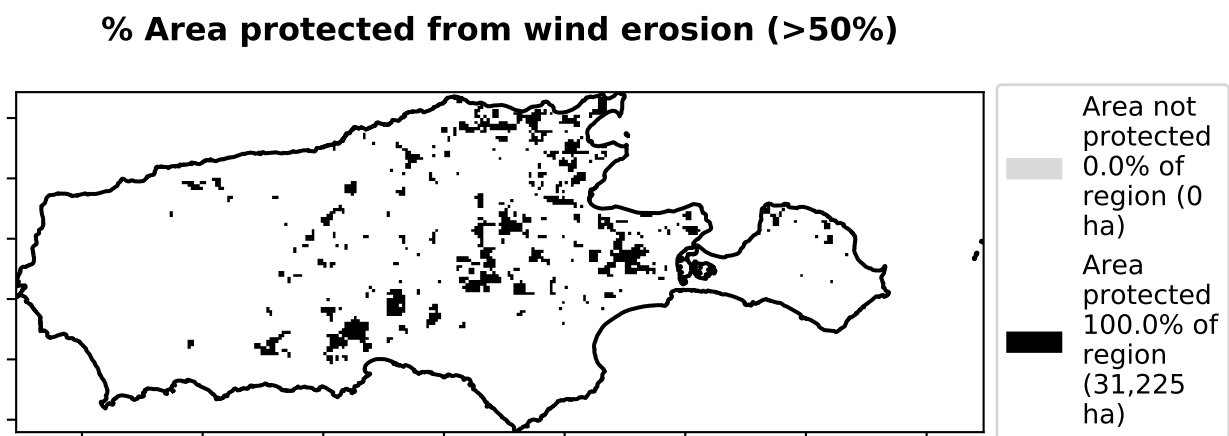 % Area protected from wind erosion (>50%)
Area not
protected
0.0% of
region (0
ha)
Area
protected
100.0% of
region
(31,225
ha)